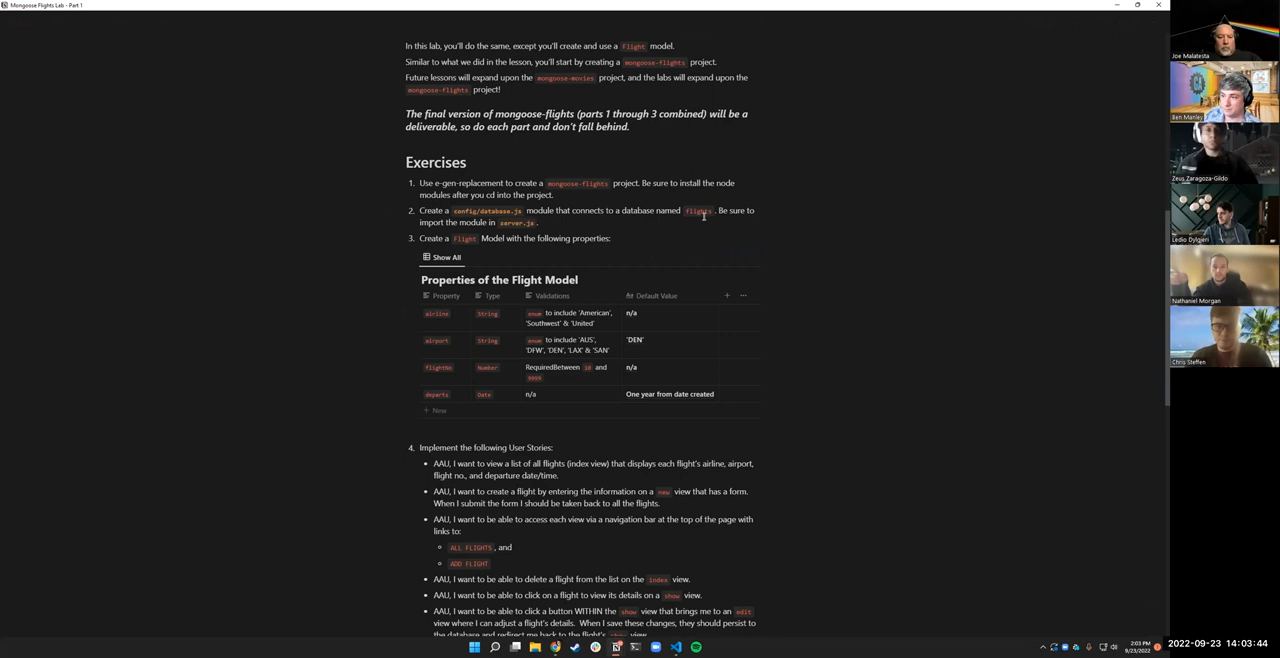 Mongoose Flights Lab - Part 1
In this lab, you'll do the same, except you'll create and use a Flight model.
Similar to what we did in the lesson, you'll start by creating a mongoose-flights project.
Future lessons will expand upon the mongoose-movies project, and the labs will expand upon the
mongoose-flights project!
The final version of mongoose-flights (parts 1 through 3 combined) will be a
deliverable, so do each part and don't fall behind.
Exercises
1. Use e-gen-replacement to create a mongoose-flights project. Be sure to install the node
modules after you cd into the project.
2. Create a config/database.js module that connects to a database named flights. Be sure to
import the module in server.js.
3. Create a Flight Model with the following properties:
Show All
Properties of the Flight Model
Property Type Validations Default Value + ...
airline String enum to include 'American', n/a
'Southwest' & 'United'
airport String enum to include 'AUS', 'DEN'
'DFW', 'DEN', 'LAX' & 'SAN'
flightNo Number RequiredBetween 10 and n/a
9999
departs Date n/a One year from date created
+ New
4. Implement the following User Stories:
• AAU, I want to view a list of all flights (index view) that displays each flight's airline, airport,
flight no., and departure date/time.
• AAU, I want to create a flight by entering the information on a new view that has a form.
When I submit the form I should be taken back to all the flights.
• AAU, I want to be able to access each view via a navigation bar at the top of the page with
links to:
ALL FLIGHTS, and
ADD FLIGHT
• AAU, I want to be able to delete a flight from the list on the index view.
• AAU, I want to be able to click on a flight to view its details on a show view.
• AAU, I want to be able to click a button WITHIN the show view that brings me to an edit
view where I can adjust a flight's details. When I save these changes, they should persist to
the database and redirect me back to the flight's show view.
Joe Malatesta
Ben Manley
Zeus Zaragoza-Gildo
Ledio Dylgjeri
Nathaniel Morgan
Chris Steffen
2:03 PM
9/23/2022
2022-09-23 14:03:44